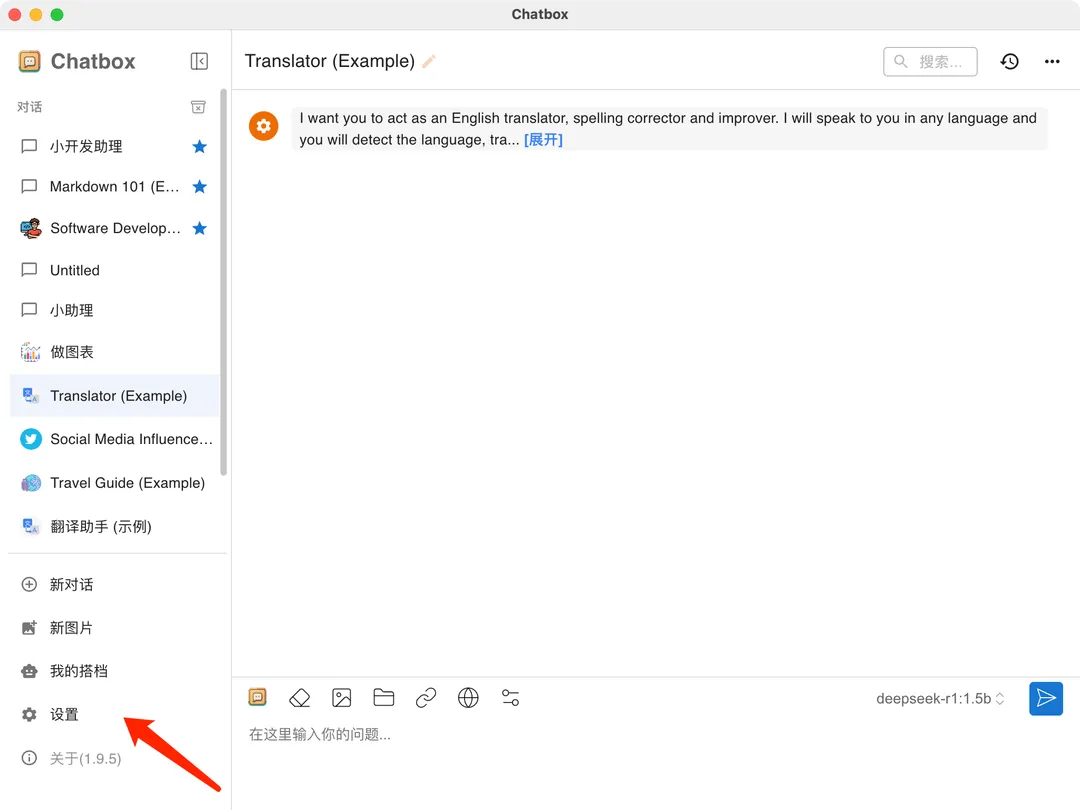 Chatbox
Chatbox
对话
小开发助理
Markdown 101 (E...
Software Develop...
Untitled
小助理
做图表
Translator (Example)
Social Media Influence...
Travel Guide (Example)
翻译助手 (示例)
新对话
新图片
我的搭档
设置
关于(1.9.5)
Translator (Example)
搜索...
I want you to act as an English translator, spelling corrector and improver. I will speak to you in any language and
you will detect the language, tra... [展开]
deepseek-r1:1.5b
在这里输入你的问题...